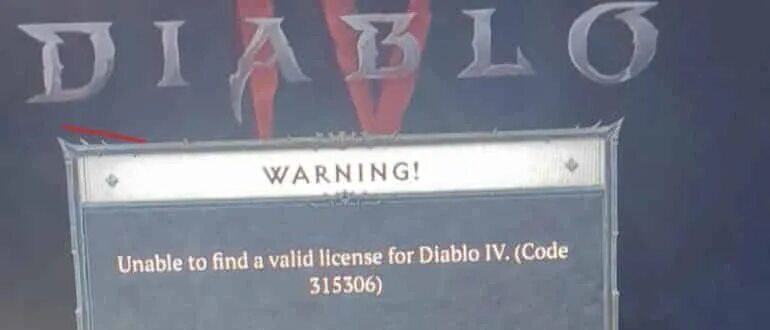 DIABLO
IV
WARNING!
Unable to find a valid license for Diablo IV. (Code
315306)